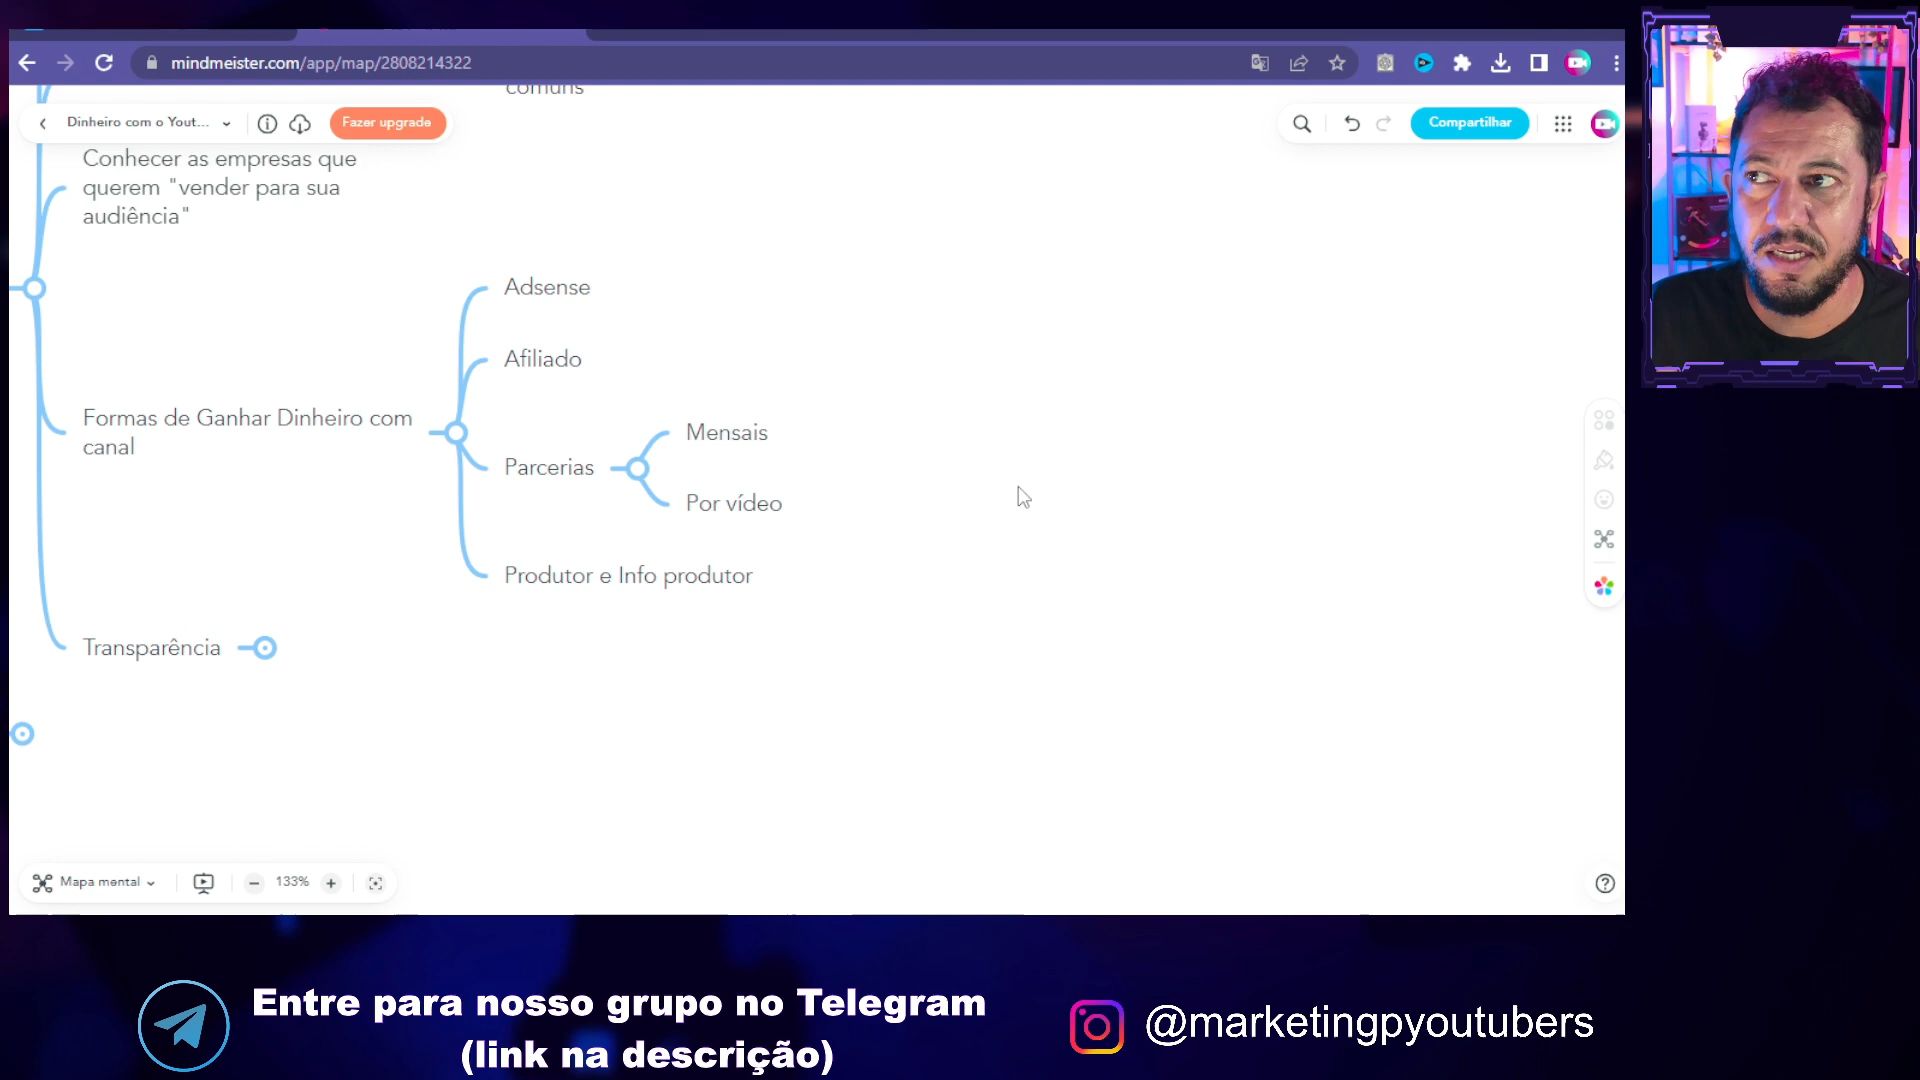 mindmeister.com/app/map/2808214322
comuns
Dinheiro com o Yout...
Fazer upgrade
Compartilhar
Conhecer as empresas que
querem "vender para sua
audiência"
Adsense
Afiliado
Formas de Ganhar Dinheiro com
canal
Mensais
Parcerias
Por vídeo
Produtor e Info produtor
Transparência
Mapa mental
133%
Entre para nosso grupo no Telegram
(link na descrição)
@marketingpyoutubers